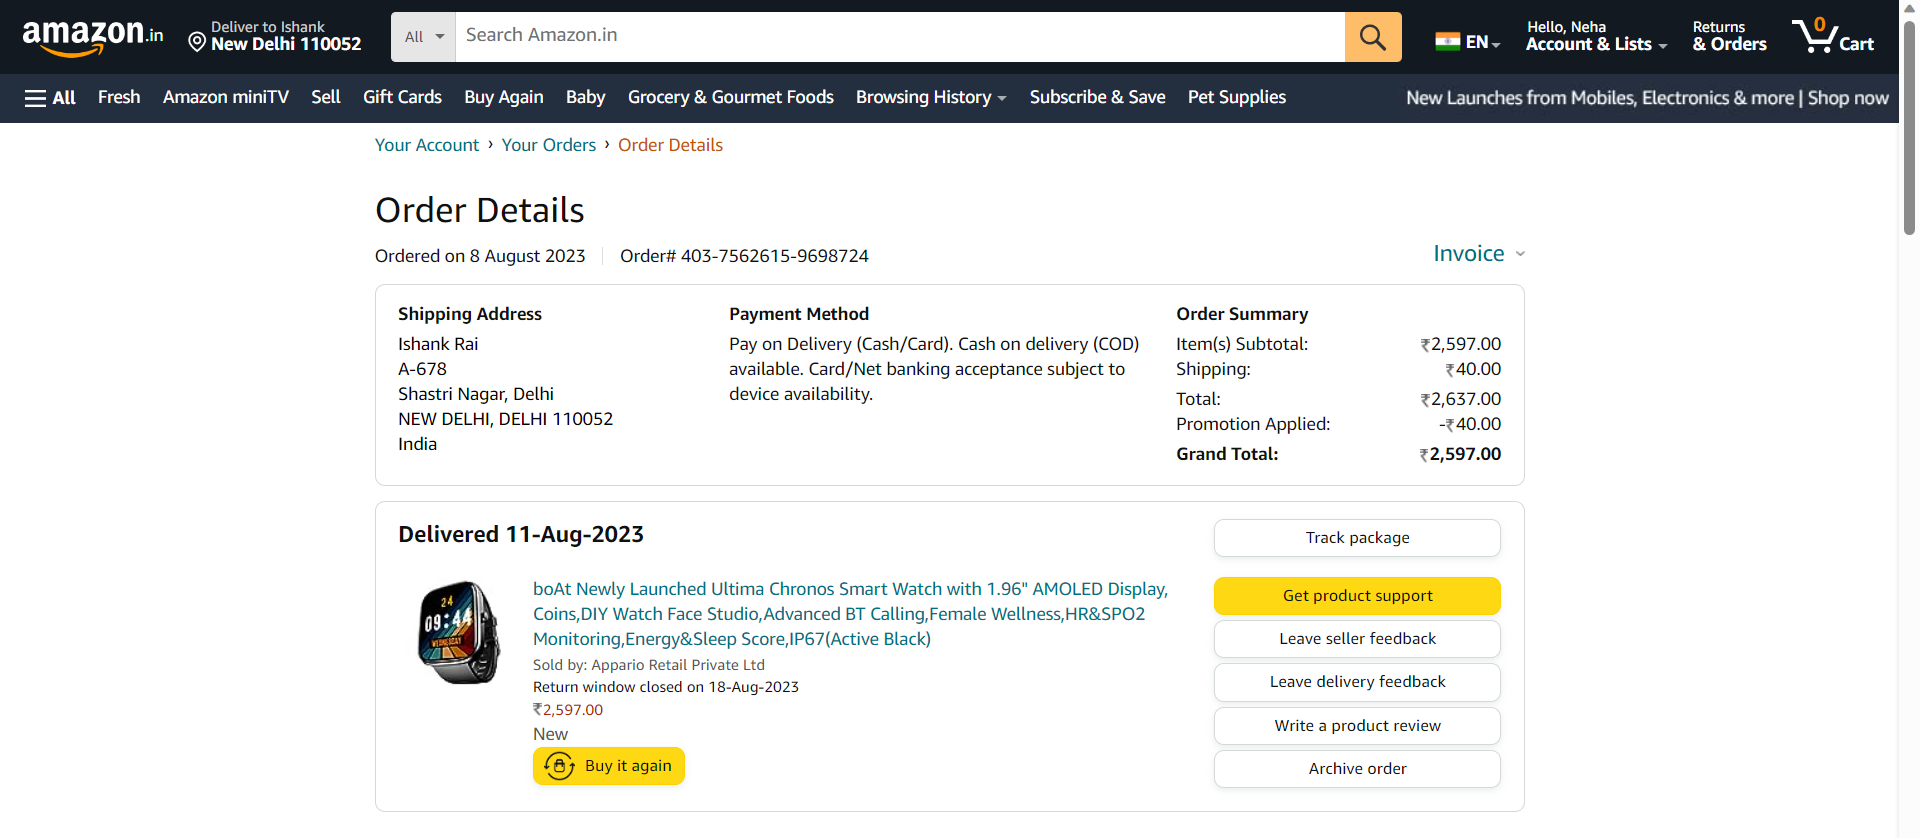 amazon.in
Deliver to Ishank
New Delhi 110052
All
Search Amazon.in
EN
Hello, Neha
Account & Lists
Returns
& Orders
0
Cart
All
Fresh
Amazon miniTV
Sell
Gift Cards
Buy Again
Baby
Grocery & Gourmet Foods
Browsing History
Subscribe & Save
Pet Supplies
New Launches from Mobiles, Electronics & more | Shop now
Your Account › Your Orders › Order Details
Order Details
Ordered on 8 August 2023
Order# 403-7562615-9698724
Invoice
Shipping Address
Ishank Rai
A-678
Shastri Nagar, Delhi
NEW DELHI, DELHI 110052
India
Payment Method
Pay on Delivery (Cash/Card). Cash on delivery (COD)
available. Card/Net banking acceptance subject to
device availability.
Order Summary
Item(s) Subtotal: ₹2,597.00
Shipping: ₹40.00
Total: ₹2,637.00
Promotion Applied: -₹40.00
Grand Total: ₹2,597.00
Delivered 11-Aug-2023
24
09:44
WEDNESDAY
boAt Newly Launched Ultima Chronos Smart Watch with 1.96" AMOLED Display,
Coins,DIY Watch Face Studio,Advanced BT Calling,Female Wellness,HR&SPO2
Monitoring,Energy&Sleep Score,IP67(Active Black)
Sold by: Appario Retail Private Ltd
Return window closed on 18-Aug-2023
₹2,597.00
New
Buy it again
Track package
Get product support
Leave seller feedback
Leave delivery feedback
Write a product review
Archive order